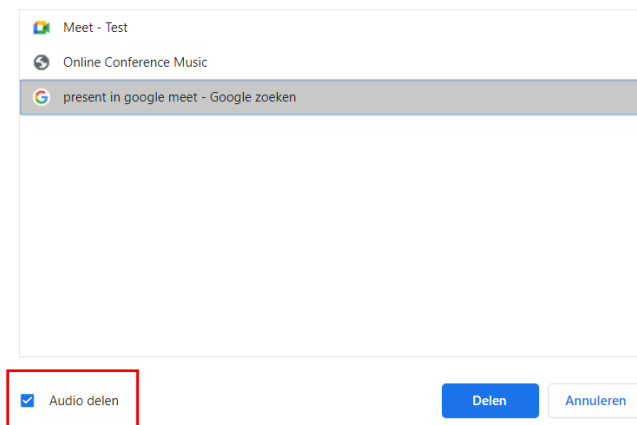 Meet - Test
Online Conference Music
present in google meet - Google zoeken
Audio delen
Delen
Annuleren